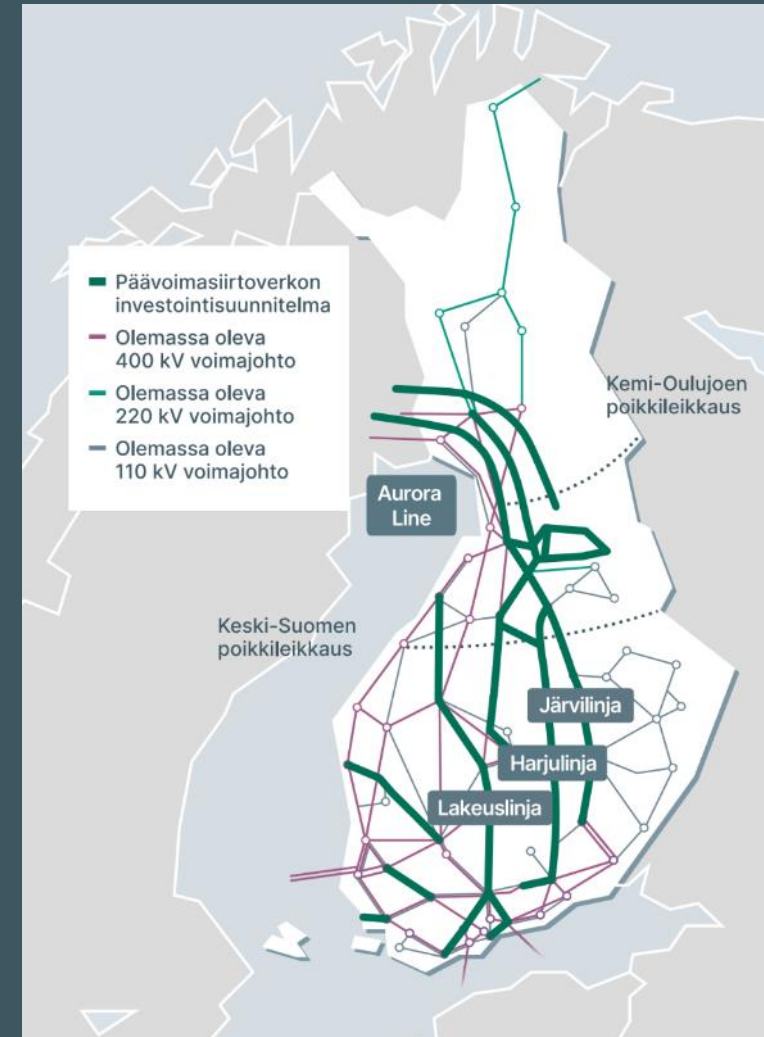 Päävoimasiirtoverkon
investointisuunnitelma
Olemassa oleva
400 kV voimajohto
Olemassa oleva
220 kV voimajohto
Olemassa oleva
110 kV voimajohto
Kemi-Oulujoen
poikkileikkaus
Aurora
Line
Keski-Suomen
poikkileikkaus
Järvilinja
Harjulinja
Lakeuslinja